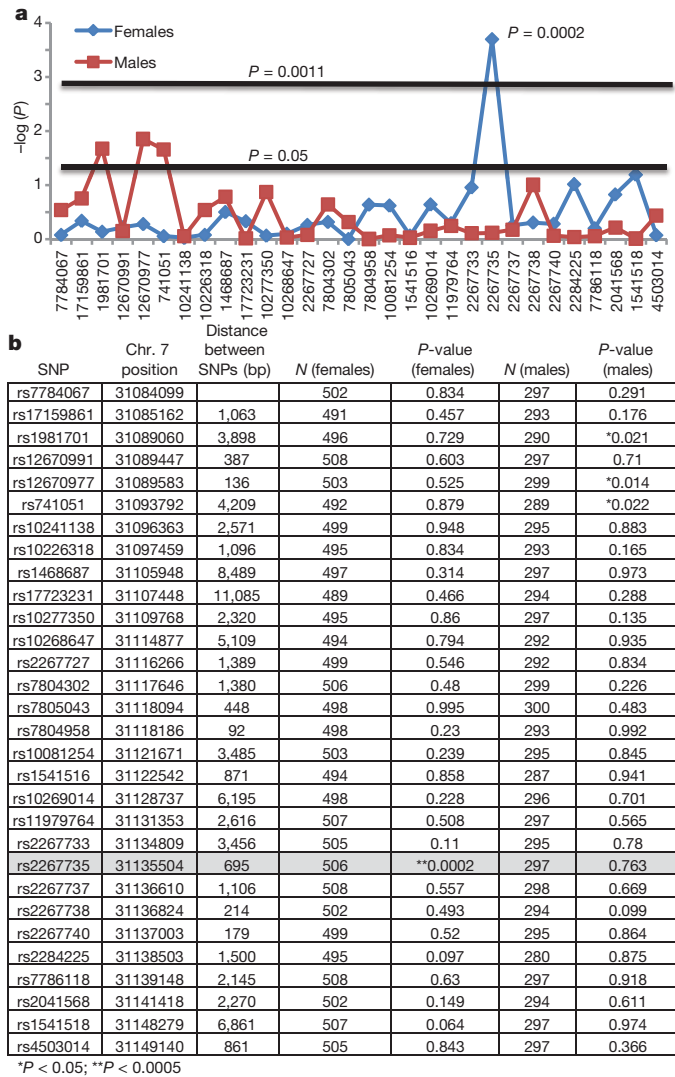 a
Females
Males
P = 0.0002
P = 0.0011
P = 0.05
–log (P)
4
3
2
1
0
7784067
17159861
1981701
12670991
12670977
741051
10241138
10226318
1468687
17723231
10277350
10268647
2267727
7804302
7805043
7804958
10081254
1541516
10269014
11979764
2267733
2267735
2267737
2267738
2267740
2284225
7786118
2041568
1541518
4503014
b
SNP Chr. 7 position Distance between SNPs (bp) N (females) P-value (females) N (males) P-value (males)
rs7784067 31084099 502 0.834 297 0.291
rs17159861 31085162 1,063 491 0.457 293 0.176
rs1981701 31089060 3,898 496 0.729 290 *0.021
rs12670991 31089447 387 508 0.603 297 0.71
rs12670977 31089583 136 503 0.525 299 *0.014
rs741051 31093792 4,209 492 0.879 289 *0.022
rs10241138 31096363 2,571 499 0.948 295 0.883
rs10226318 31097459 1,096 495 0.834 293 0.165
rs1468687 31105948 8,489 497 0.314 297 0.973
rs17723231 31107448 11,085 489 0.466 294 0.288
rs10277350 31109768 2,320 495 0.86 297 0.135
rs10268647 31114877 5,109 494 0.794 292 0.935
rs2267727 31116266 1,389 499 0.546 292 0.834
rs7804302 31117646 1,380 506 0.48 299 0.226
rs7805043 31118094 448 498 0.995 300 0.483
rs7804958 31118186 92 498 0.23 293 0.992
rs10081254 31121671 3,485 503 0.239 295 0.845
rs1541516 31122542 871 494 0.858 287 0.941
rs10269014 31128737 6,195 498 0.228 296 0.701
rs11979764 31131353 2,616 507 0.508 297 0.565
rs2267733 31134809 3,456 505 0.11 295 0.78
rs2267735 31135504 695 506 **0.0002 297 0.763
rs2267737 31136610 1,106 508 0.557 298 0.669
rs2267738 31136824 214 502 0.493 294 0.099
rs2267740 31137003 179 499 0.52 295 0.864
rs2284225 31138503 1,500 495 0.097 280 0.875
rs7786118 31139148 2,145 508 0.63 297 0.918
rs2041568 31141418 2,270 502 0.149 294 0.611
rs1541518 31148279 6,861 507 0.064 297 0.974
rs4503014 31149140 861 505 0.843 297 0.366
*P < 0.05; **P < 0.0005